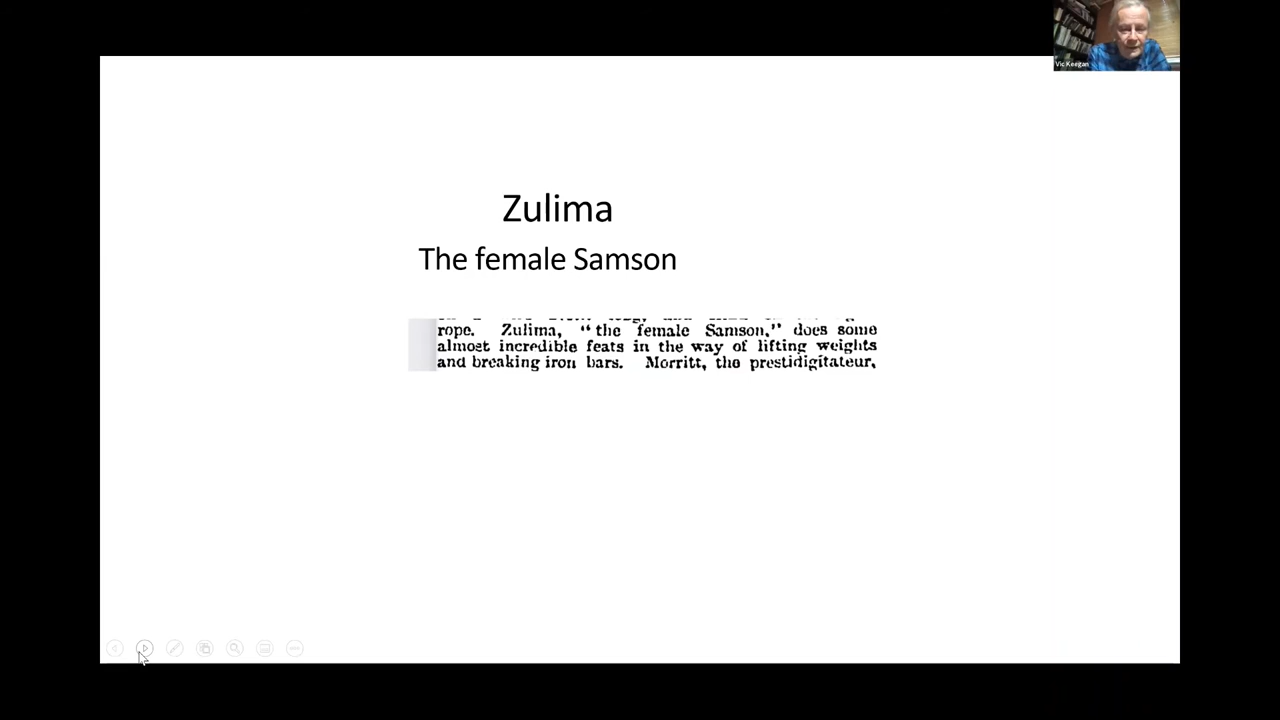 Vic Keegan
Zulima
The female Samson
rope. Zulima, “the female Samson,” does some
almost incredible feats in the way of lifting weights
and breaking iron bars. Morritt, the prestidigitateur,